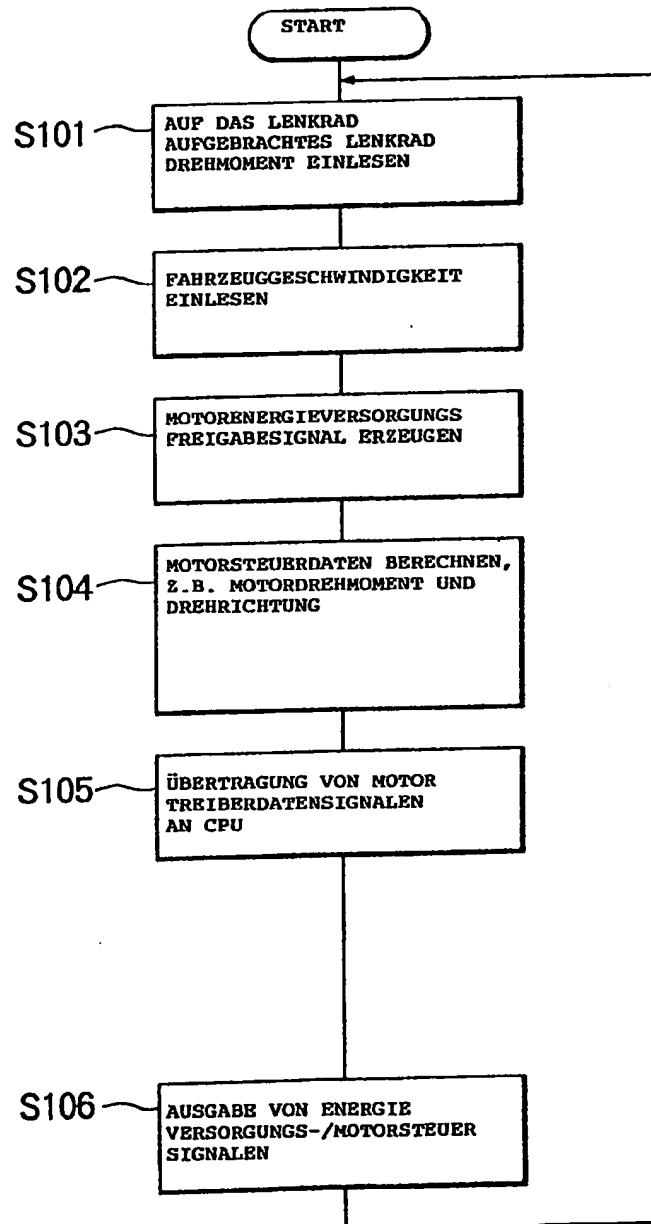 START
S101
AUF DAS LENKRAD
AUFGEBRACHTES LENKRAD
DREHMOMENT EINLESEN
S102
FAHRZEUGGESCHWINDIGKEIT
EINLESEN
S103
MOTORENERGIEVERSORGUNGS
FREIGABESIGNAL ERZEUGEN
S104
MOTORSTEUERDATEN BERECHNEN,
Z.B. MOTORDREHMOMENT UND
DREHRICHTUNG
S105
ÜBERTRAGUNG VON MOTOR
TREIBERDATENSIGNALEN
AN CPU
S106
AUSGABE VON ENERGIE
VERSORGUNGS-/MOTORSTEUER
SIGNALEN